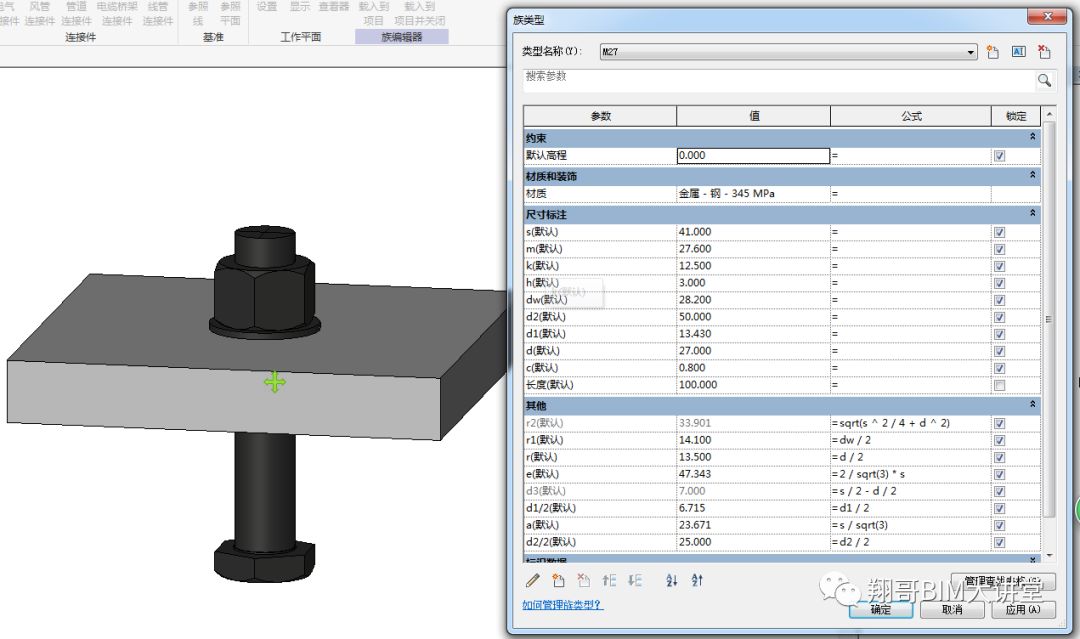 电气 风管 管道 电缆桥架 线管
接件 连接件 连接件 连接件 连接件
连接件
参照 参照
线 平面
基准
设置 显示 查看器
工作平面
载入到 载入到
项目 项目并关闭
族编辑器
族类型
类型名称(Y): M27
搜索参数
参数 值 公式 锁定
约束
默认高程 0.000 =
材质和装饰
材质 金属 - 钢 - 345 MPa =
尺寸标注
s(默认) 41.000 =
m(默认) 27.600 =
k(默认) 12.500 =
h(默认) 3.000 =
dw(默认) 28.200 =
d2(默认) 50.000 =
d1(默认) 13.430 =
d(默认) 27.000 =
c(默认) 0.800 =
长度(默认) 100.000 =
其他
r2(默认) 33.901 =sqrt(s ^ 2 / 4 + d ^ 2)
r1(默认) 14.100 =dw / 2
r(默认) 13.500 =d / 2
e(默认) 47.343 =2 / sqrt(3) * s
d3(默认) 7.000 =s / 2 - d / 2
d1/2(默认) 6.715 =d1 / 2
a(默认) 23.671 =s / sqrt(3)
d2/2(默认) 25.000 =d2 / 2
标识数据
如何管理族类型?
管理查找表格(G)
翔哥BIM大讲堂
确定 取消 应用(A)